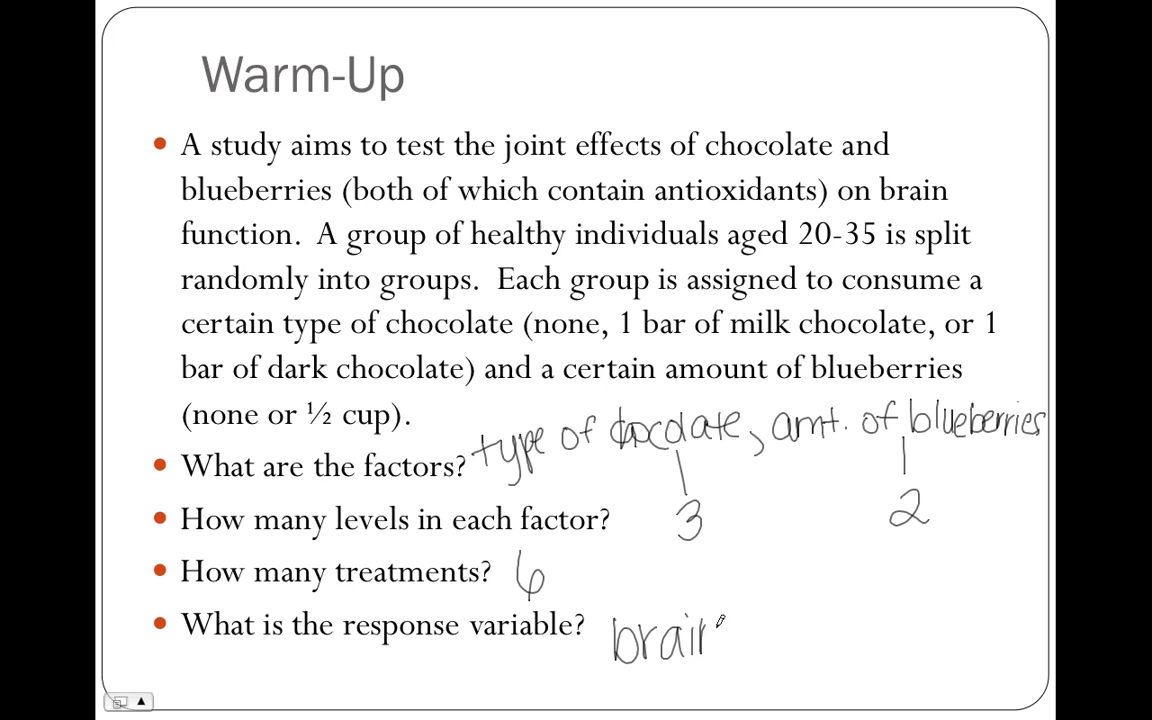 Warm-Up
A study aims to test the joint effects of chocolate and
blueberries (both of which contain antioxidants) on brain
function. A group of healthy individuals aged 20-35 is split
randomly into groups. Each group is assigned to consume a
certain type of chocolate (none, 1 bar of milk chocolate, or 1
bar of dark chocolate) and a certain amount of blueberries
(none or ½ cup).
What are the factors? type of chocolate, amt. of blueberries
How many levels in each factor? 3 2
How many treatments? 6
What is the response variable? brain